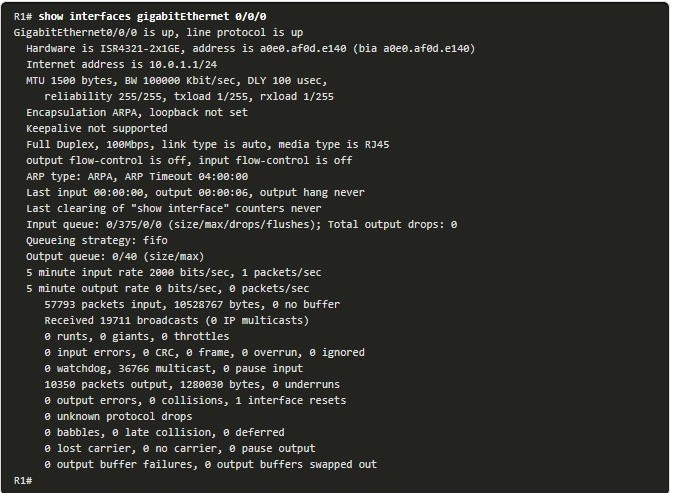 R1# show interfaces gigabitEthernet 0/0/0
GigabitEthernet0/0/0 is up, line protocol is up
Hardware is ISR4321-2x1GE, address is a0e0.af0d.e140 (bia a0e0.af0d.e140)
Internet address is 10.0.1.1/24
MTU 1500 bytes, BW 100000 Kbit/sec, DLY 100 usec,
reliability 255/255, txload 1/255, rxload 1/255
Encapsulation ARPA, loopback not set
Keepalive not supported
Full Duplex, 100Mbps, link type is auto, media type is RJ45
output flow-control is off, input flow-control is off
ARP type: ARPA, ARP Timeout 04:00:00
Last input 00:00:00, output 00:00:06, output hang never
Last clearing of "show interface" counters never
Input queue: 0/375/0/0 (size/max/drops/flushes); Total output drops: 0
Queueing strategy: fifo
Output queue: 0/40 (size/max)
5 minute input rate 2000 bits/sec, 1 packets/sec
5 minute output rate 0 bits/sec, 0 packets/sec
57793 packets input, 10528767 bytes, 0 no buffer
Received 19711 broadcasts (0 IP multicasts)
0 runts, 0 giants, 0 throttles
0 input errors, 0 CRC, 0 frame, 0 overrun, 0 ignored
0 watchdog, 36766 multicast, 0 pause input
10350 packets output, 1280030 bytes, 0 underruns
0 output errors, 0 collisions, 1 interface resets
0 unknown protocol drops
0 babbles, 0 late collision, 0 deferred
0 lost carrier, 0 no carrier, 0 pause output
0 output buffer failures, 0 output buffers swapped out
R1#